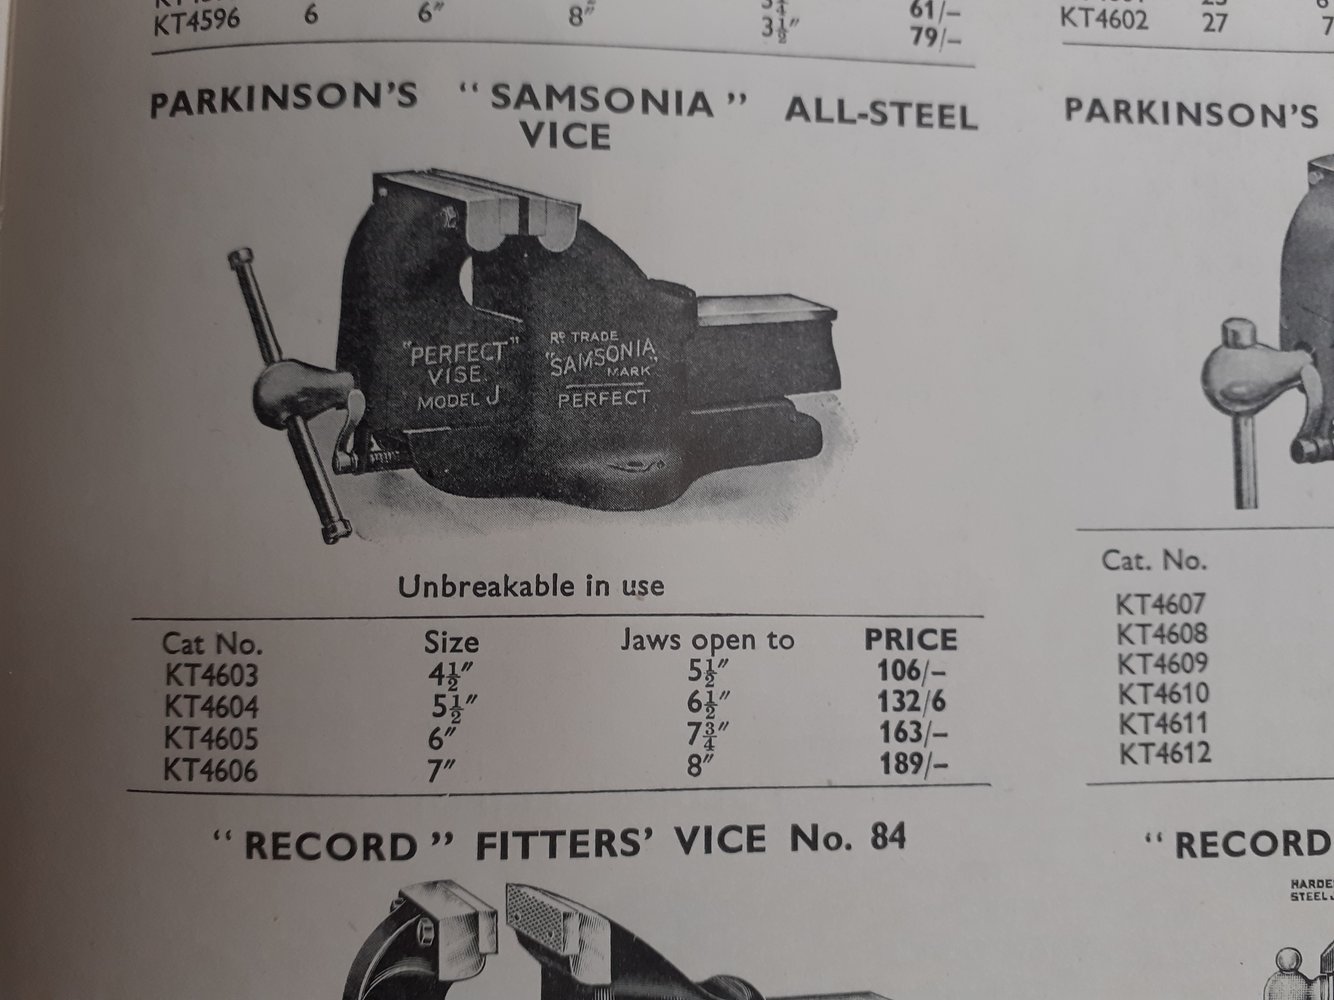 KT4596 6 6″ 8″ 3½″ 61/–
79/–
PARKINSON'S “SAMSONIA” ALL-STEEL
VICE
"PERFECT"
VISE
MODEL J
RD TRADE
"SAMSONIA"
MARK
PERFECT
Unbreakable in use
Cat No. Size Jaws open to PRICE
KT4603 4½″ 5½″ 106/–
KT4604 5½″ 6½″ 132/6
KT4605 6″ 7¾″ 163/–
KT4606 7″ 8″ 189/–
“RECORD” FITTERS' VICE No. 84
KT4602 27 7
PARKINSON'S
Cat. No.
KT4607
KT4608
KT4609
KT4610
KT4611
KT4612
“RECORD
HARDE
STEEL